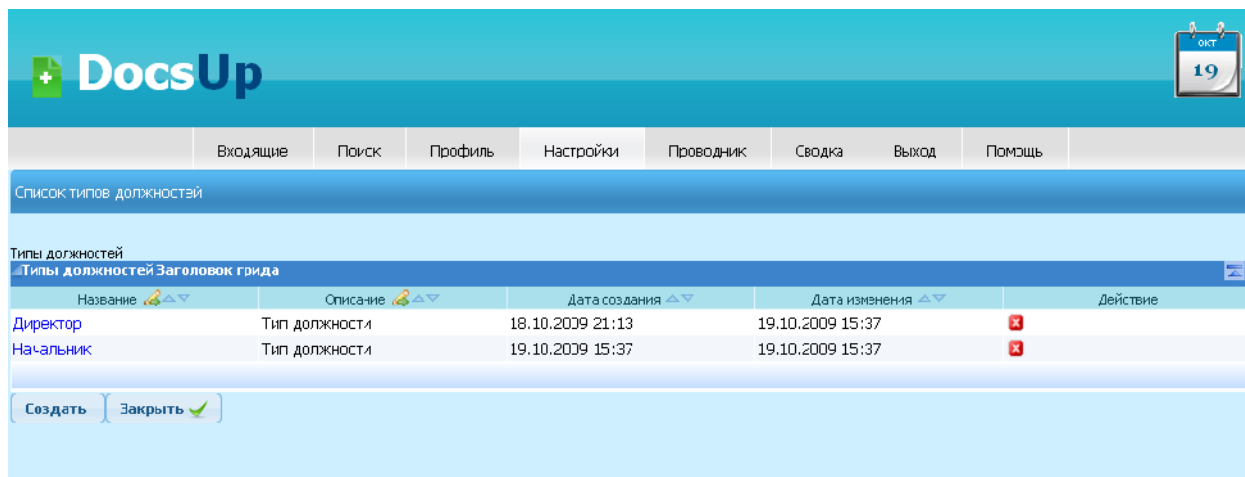 окт
19
DocsUp
Входящие Поиск Профиль Настройки Проводник Сводка Выход Помощь
Список типов должностей
Типы должностей
Типы должностей Заголовок грида
Название Описание Дата создания Дата изменения Действие
Директор Тип должности 18.10.2009 21:13 19.10.2009 15:37
Начальник Тип должности 19.10.2009 15:37 19.10.2009 15:37
Создать Закрыть